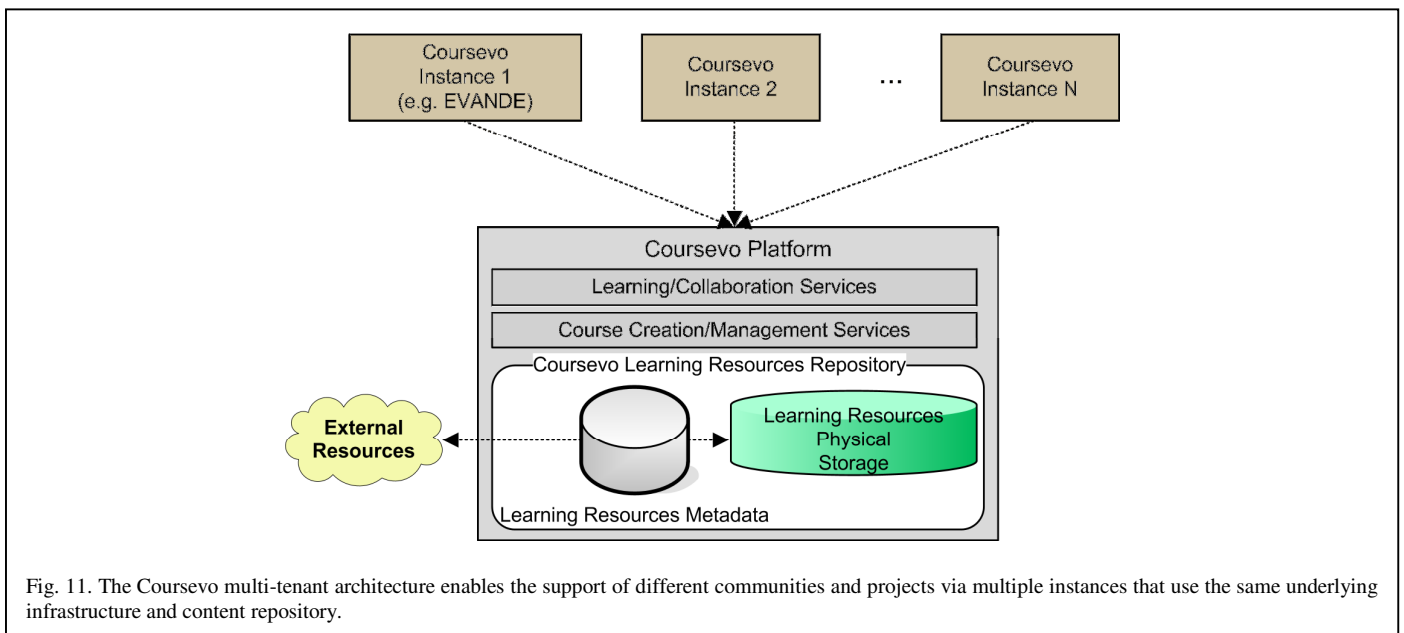 Coursevo
Instance 1
(e.g. EVANDE)
Coursevo
Instance 2
...
Coursevo
Instance N
Coursevo Platform
Learning/Collaboration Services
Course Creation/Management Services
Coursevo Learning Resources Repository
External
Resources
Learning Resources
Physical
Storage
Learning Resources Metadata
Fig. 11. The Coursevo multi-tenant architecture enables the support of different communities and projects via multiple instances that use the same underlying
infrastructure and content repository.